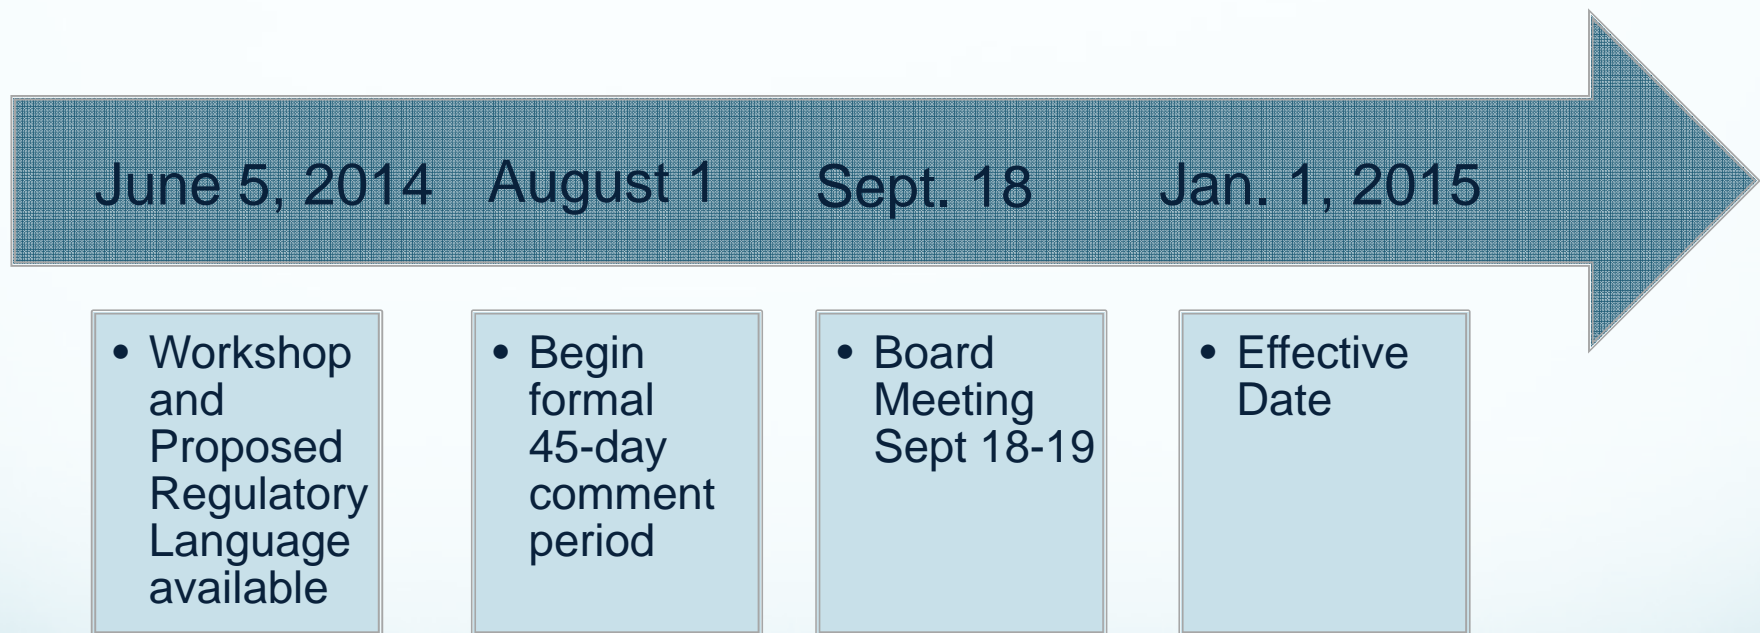 June 5, 2014 August 1 Sept. 18 Jan. 1, 2015
• Workshop
and
Proposed
Regulatory
Language
available
• Begin
formal
45-day
comment
period
• Board
Meeting
Sept 18-19
• Effective
Date